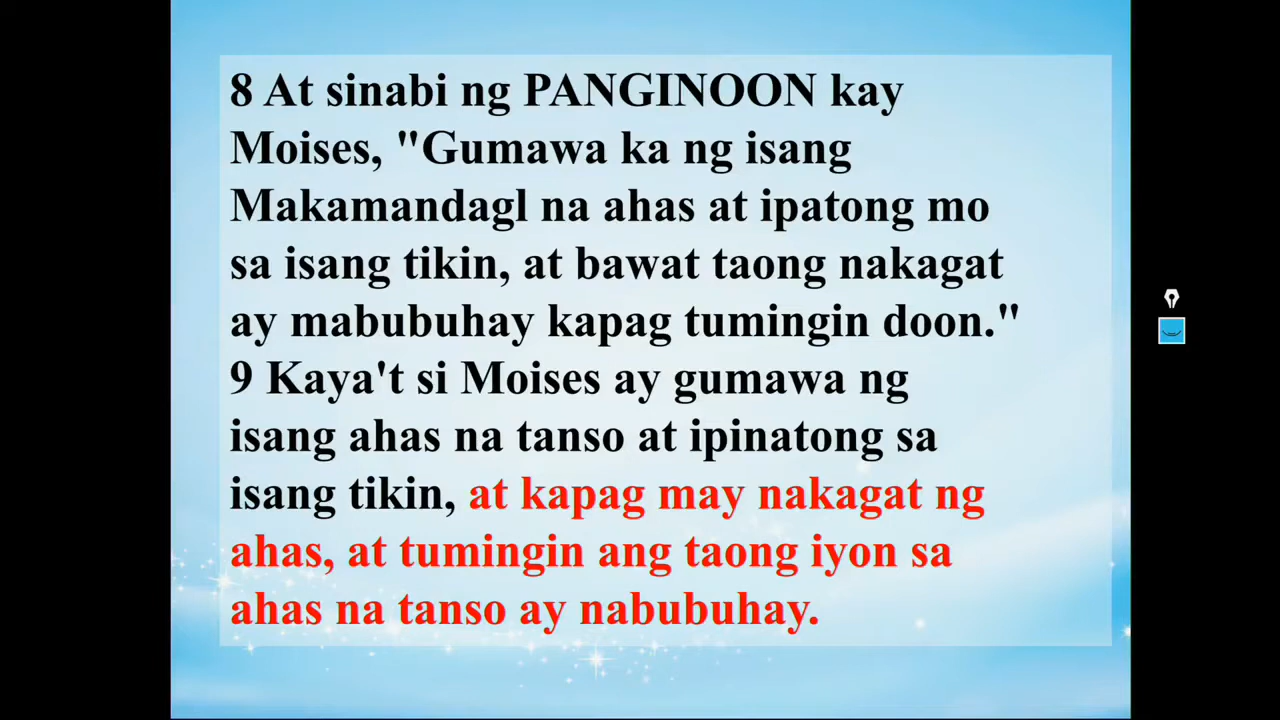 8 At sinabi ng PANGINOON kay
Moises, "Gumawa ka ng isang
Makamandagl na ahas at ipatong mo
sa isang tikin, at bawat taong nakagat
ay mabubuhay kapag tumingin doon."
9 Kaya't si Moises ay gumawa ng
isang ahas na tanso at ipinatong sa
isang tikin, at kapag may nakagat ng
ahas, at tumingin ang taong iyon sa
ahas na tanso ay nabubuhay.